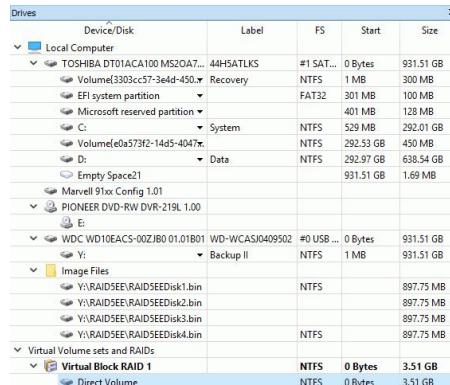 Drives
Device/Disk Label FS Start Size
Local Computer
TOSHIBA DT01ACA100 MS2OA7... 44H5ATLKS #1 SAT... 0 Bytes 931.51 GB
Volume(3303cc57-3e4d-450.. Recovery NTFS 1 MB 300 MB
EFI system partition FAT32 301 MB 100 MB
Microsoft reserved partition 401 MB 128 MB
C: System NTFS 529 MB 292.01 GB
Volume(e0a573f2-14d5-4047.. NTFS 292.53 GB 450 MB
D: Data NTFS 292.97 GB 638.54 GB
Empty Space21 931.51 GB 1.69 MB
Marvell 91xx Config 1.01
PIONEER DVD-RW DVR-219L 1.00
E:
WDC WD10EACS-00ZJB0 01.01B01 WD-WCASJ0409502 #0 USB ... 0 Bytes 931.51 GB
Y: Backup II NTFS 1 MB 931.51 GB
Image Files
Y:\RAID5EE\RAID5EEDisk1.bin NTFS 897.75 MB
Y:\RAID5EE\RAID5EEDisk2.bin 897.75 MB
Y:\RAID5EE\RAID5EEDisk3.bin 897.75 MB
Y:\RAID5EE\RAID5EEDisk4.bin NTFS 897.75 MB
Virtual Volume sets and RAIDs
Virtual Block RAID 1 NTFS 0 Bytes 3.51 GB
Direct Volume NTFS 0 Bytes 3.51 GB